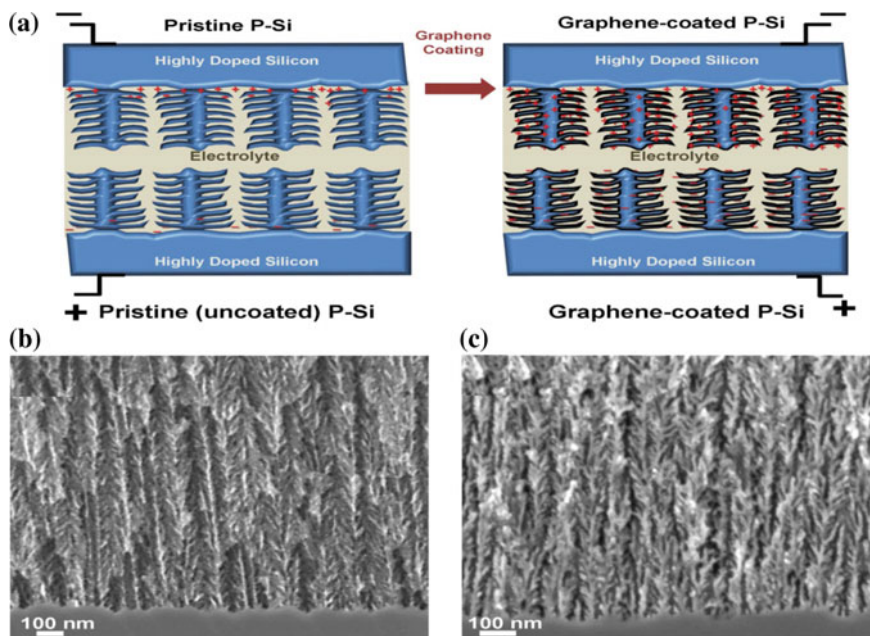 (a)
Pristine P-Si
Graphene
Coating
Graphene-coated P-Si
Highly Doped Silicon
Highly Doped Silicon
Electrolyte
Electrolyte
Highly Doped Silicon
Highly Doped Silicon
+ Pristine (uncoated) P-Si
Graphene-coated P-Si +
(b)
(c)
100 nm
100 nm